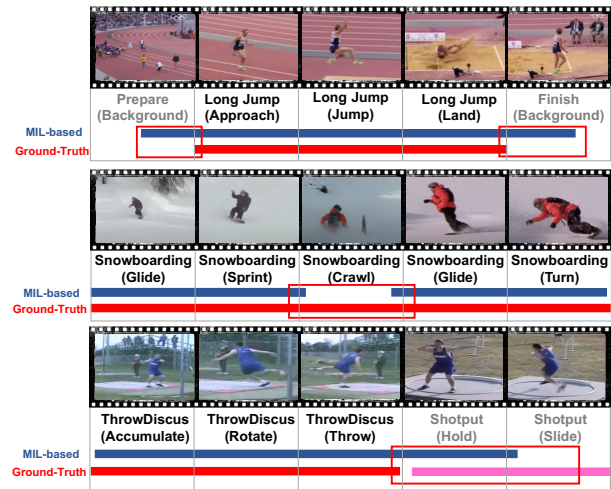 Prepare (Background)
Long Jump (Approach)
Long Jump (Jump)
Long Jump (Land)
Finish (Background)
MIL-based
Ground-Truth
Snowboarding (Glide)
Snowboarding (Sprint)
Snowboarding (Crawl)
Snowboarding (Glide)
Snowboarding (Turn)
MIL-based
Ground-Truth
ThrowDiscus (Accumulate)
ThrowDiscus (Rotate)
ThrowDiscus (Throw)
Shotput (Hold)
Shotput (Slide)
MIL-based
Ground-Truth